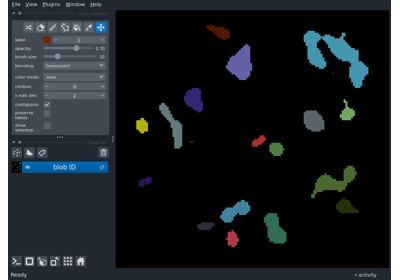 File View Plugins Window Help
label: 1
opacity: 0.70
brush size: 10
blending: translucent
color mode: auto
contour: 0
n edit dim: 2
contiguous:
preserve
labels:
show
selected:
blob ID
Ready
activity